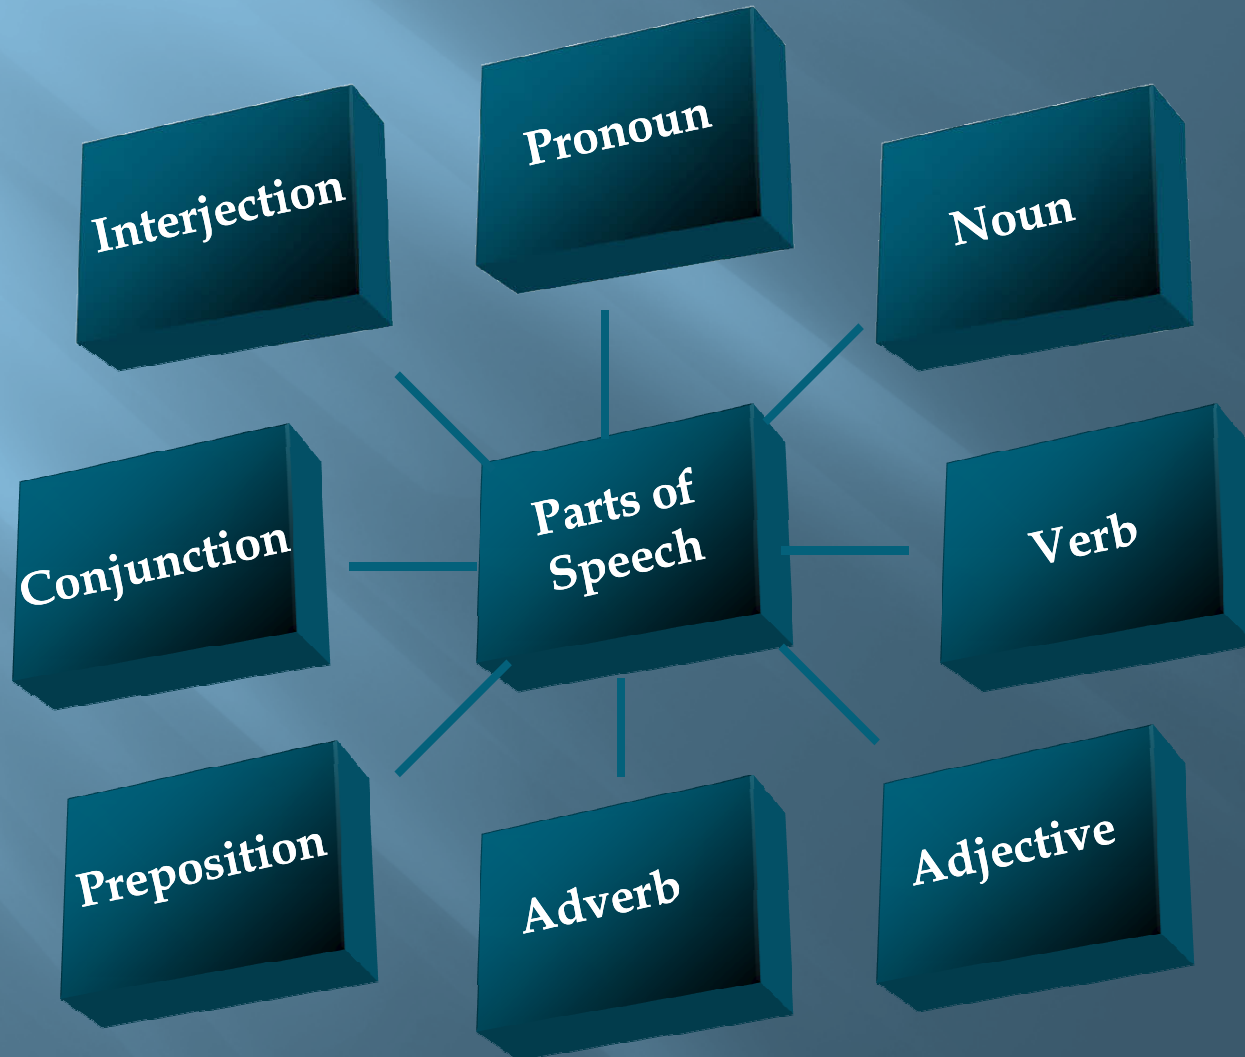 Pronoun
Interjection
Noun
Parts of
Speech
Conjunction
Verb
Preposition
Adverb
Adjective